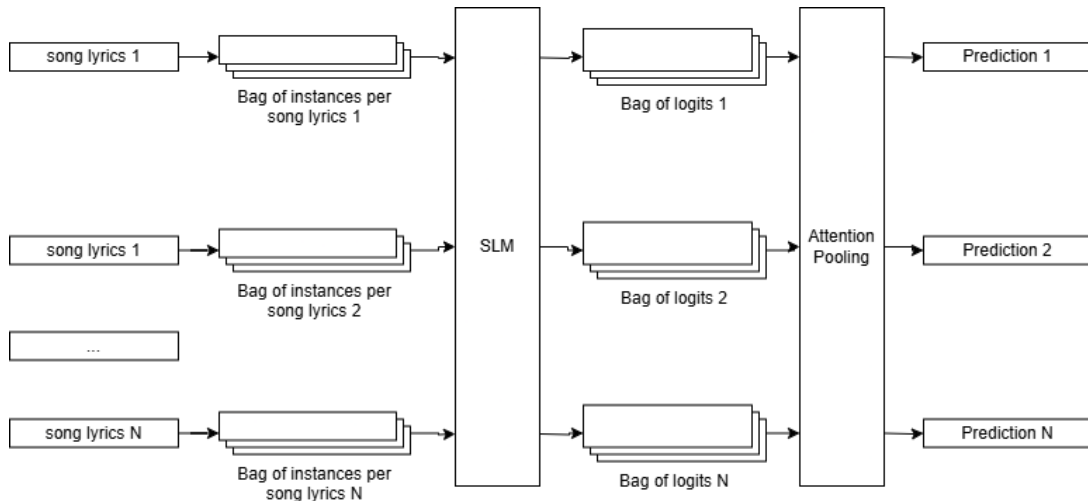 song lyrics 1
Bag of instances per
song lyrics 1
Bag of logits 1
Prediction 1
song lyrics 1
Bag of instances per
song lyrics 2
SLM
Bag of logits 2
Attention
Pooling
Prediction 2
...
song lyrics N
Bag of instances per
song lyrics N
Bag of logits N
Prediction N